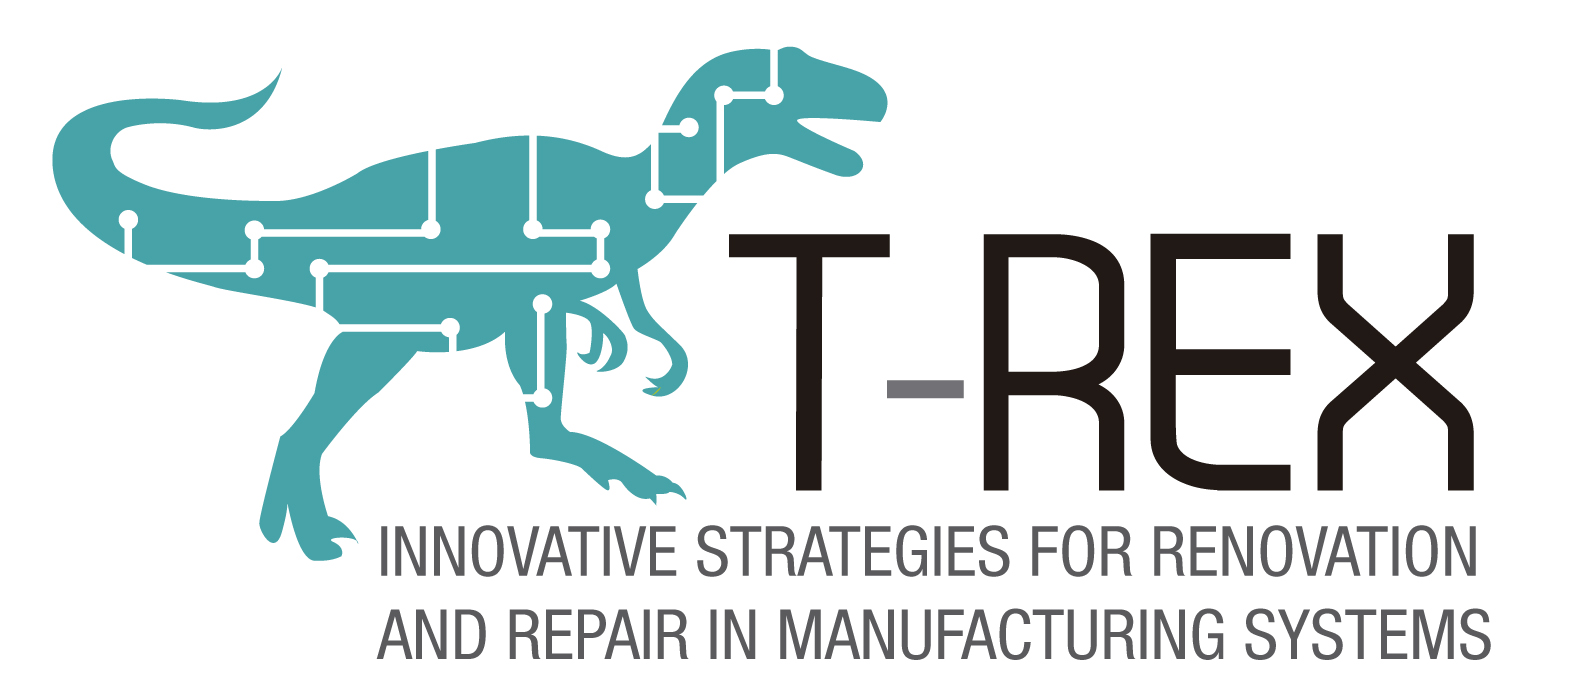 T-REX
INNOVATIVE STRATEGIES FOR RENOVATION
AND REPAIR IN MANUFACTURING SYSTEMS